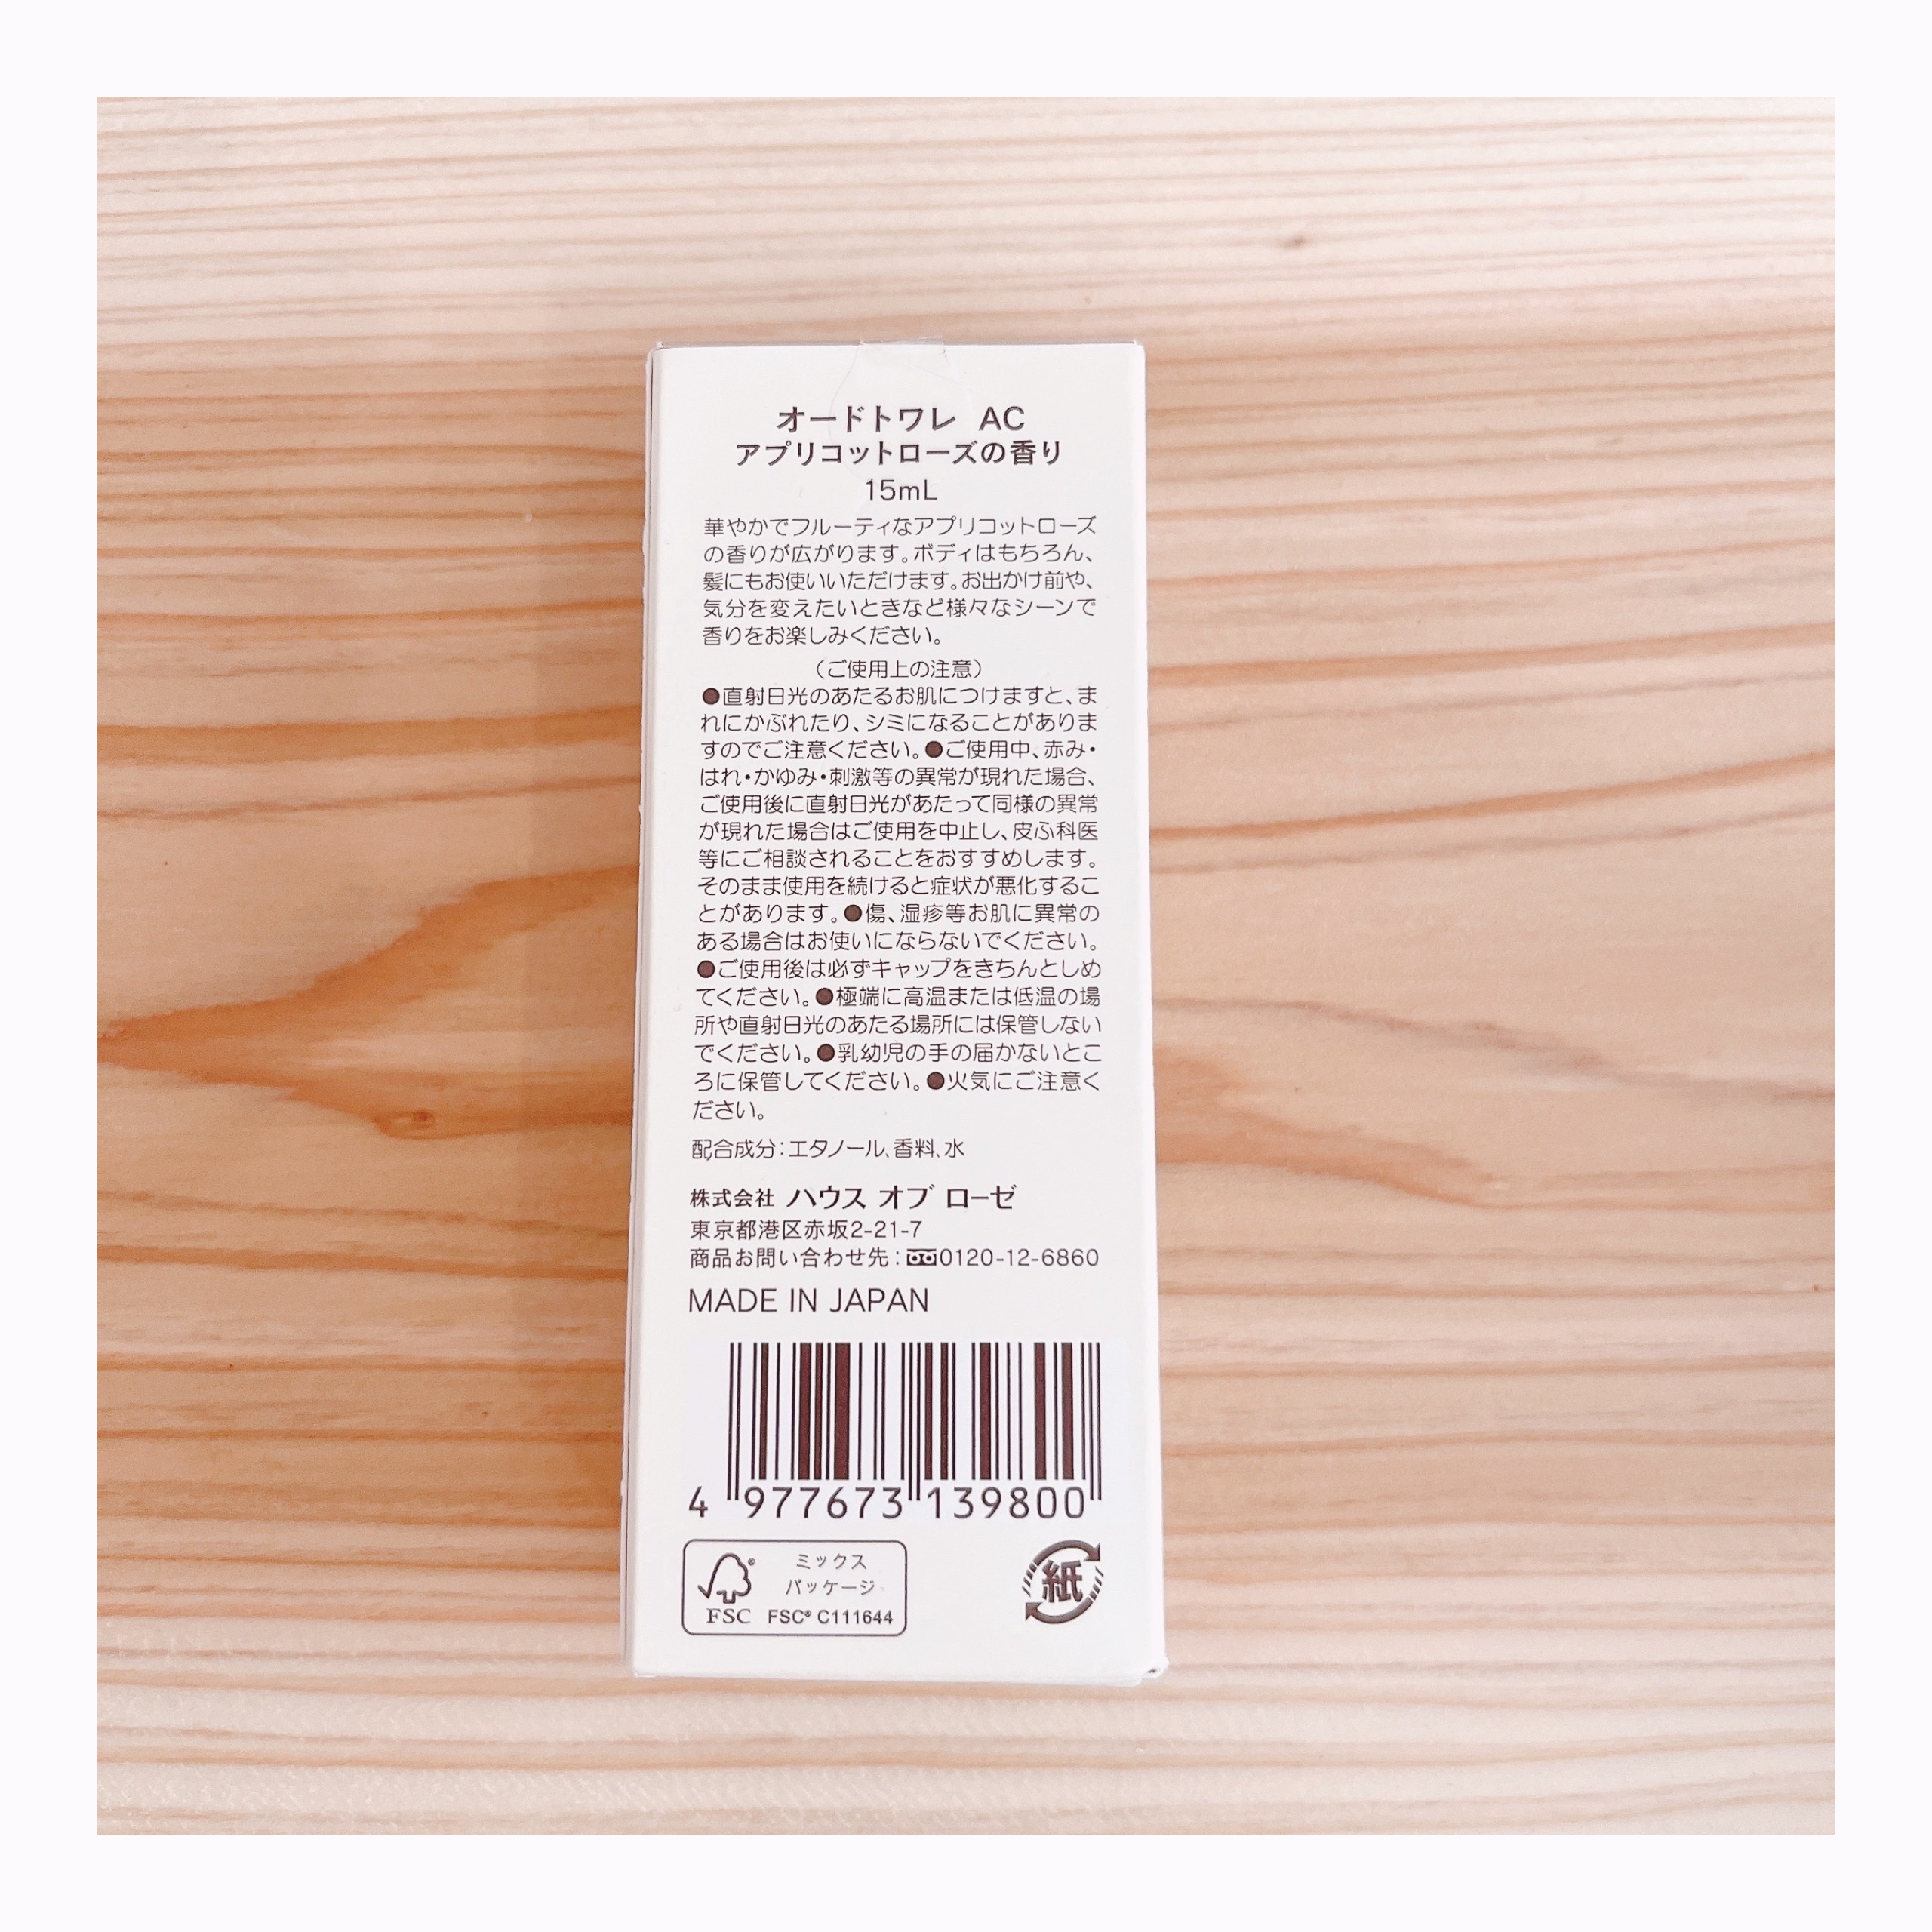 オードトワレ AC
アプリコットローズの香り
15mL
華やかでフルーティなアプリコットローズ
の香りが広がります。ボディはもちろん、
髪にもお使いいただけます。お出かけ前や、
気分を変えたいときなど様々なシーンで
香りをお楽しみください。
(ご使用上の注意)
●直射日光のあたるお肌につけますと、ま
れにかぶれたり、シミになることがありま
すのでご注意ください。●ご使用中、赤み・
はれ・かゆみ・刺激等の異常が現れた場合、
ご使用後に直射日光があたって同様の異常
が現れた場合はご使用を中止し、皮ふ科医
等にご相談されることをおすすめします。
そのまま使用を続けると症状が悪化するこ
とがあります。●傷、湿疹等お肌に異常の
ある場合はお使いにならないでください。
●ご使用後は必ずキャップをきちんとしめ
てください。●極端に高温または低温の場
所や直射日光のあたる場所には保管しない
でください。●乳幼児の手の届かないとこ
ろに保管してください。●火気にご注意く
ださい。
配合成分:エタノール、香料、水
株式会社 ハウス オブ ローゼ
東京都港区赤坂2-21-7
商品お問い合わせ先:0120-12-6860
MADE IN JAPAN
4 977673 139800
ミックス
パッケージ
FSC FSC® C111644
紙